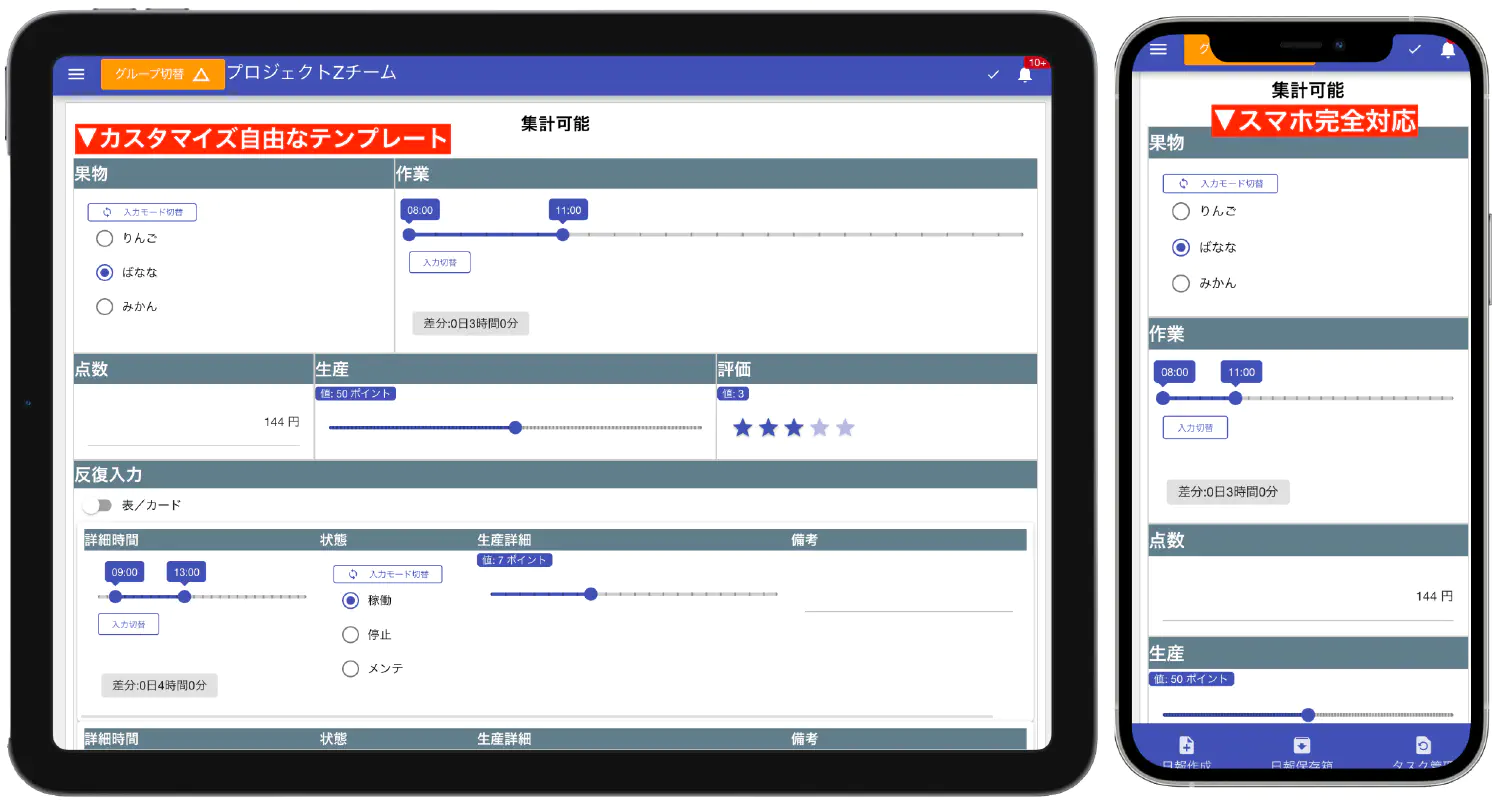 グループ切替
プロジェクトZチーム
10+
集計可能
▼カスタマイズ自由なテンプレート
果物
作業
入力モード切替
りんご
ばなな
みかん
08:00
11:00
入力切替
差分:0日3時間0分
点数
生産
評価
144 円
値: 50 ポイント
値: 3
反復入力
表／カード
詳細時間
状態
生産詳細
備考
09:00
13:00
入力切替
差分:0日4時間0分
入力モード切替
稼働
停止
メンテ
値: 7 ポイント
詳細時間
状態
生産詳細
備考
グ
集計可能
▼スマホ完全対応
果物
入力モード切替
りんご
ばなな
みかん
作業
08:00
11:00
入力切替
差分:0日3時間0分
点数
144 円
生産
値: 50 ポイント
日報作成
日報保存箱
タスク管理